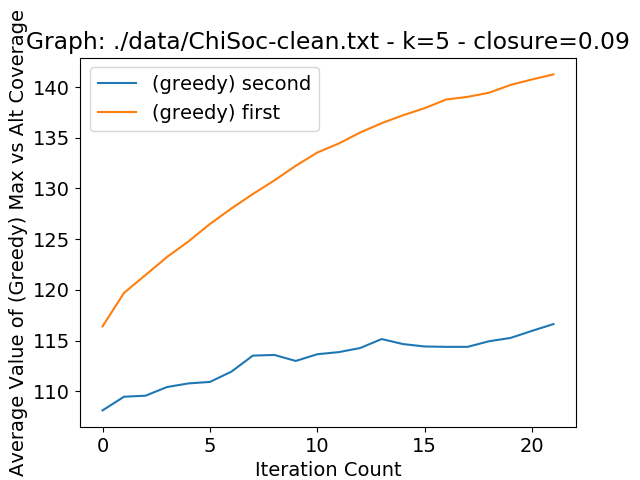 Graph: ./data/ChiSoc-clean.txt - k=5 - closure=0.09
(greedy) second
(greedy) first
Average Value of (Greedy) Max vs Alt Coverage
140
135
130
125
120
115
110
0 5 10 15 20
Iteration Count